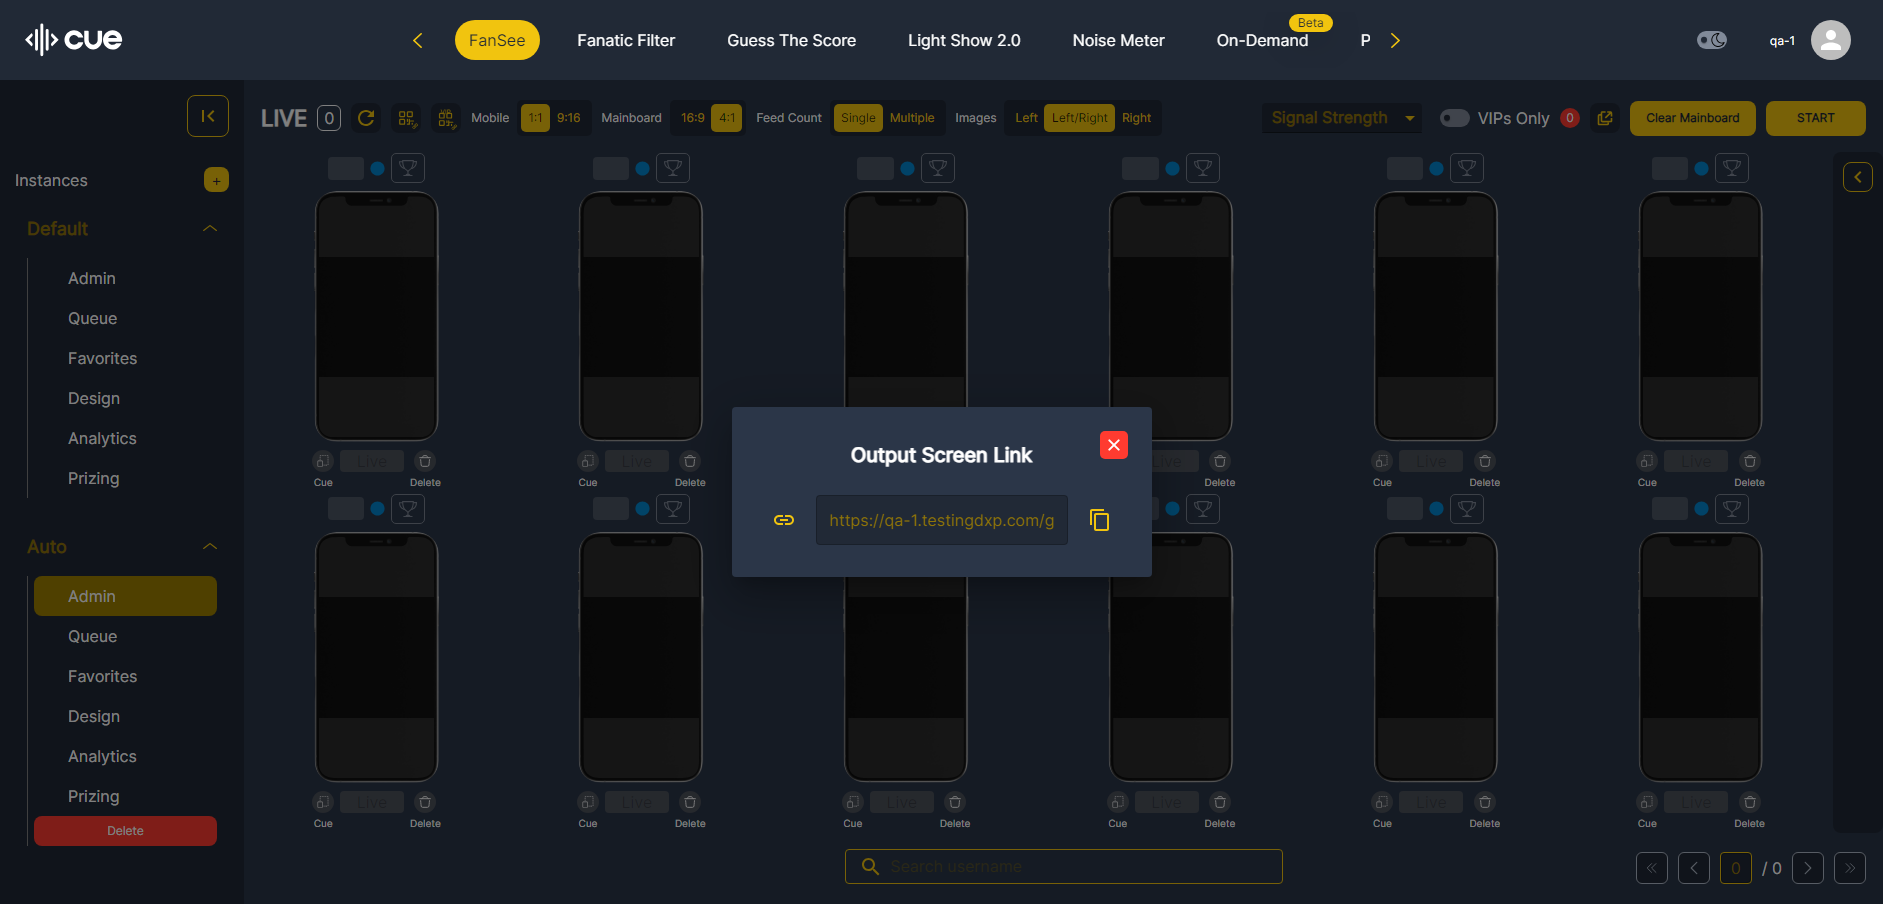 cue
FanSee
Fanatic Filter
Guess The Score
Light Show 2.0
Noise Meter
On-Demand
Beta
P
qa-1
LIVE 0
Mobile 1:1 9:16
Mainboard 16:9 4:1
Feed Count Single Multiple
Images Left Left/Right Right
Signal Strength
VIPs Only 0
Clear Mainboard
START
Instances +
Default
Admin
Queue
Favorites
Design
Analytics
Prizing
Auto
Admin
Queue
Favorites
Design
Analytics
Prizing
Delete
Live
Cue Delete
Live
Cue Delete
Live
Delete
Live
Cue Delete
Live
Cue Delete
Output Screen Link
https://qa-1.testingdxp.com/g
Live
Cue Delete
Live
Cue Delete
Live
Cue Delete
Live
Cue Delete
Live
Cue Delete
Live
Cue Delete
Search username
0 / 0